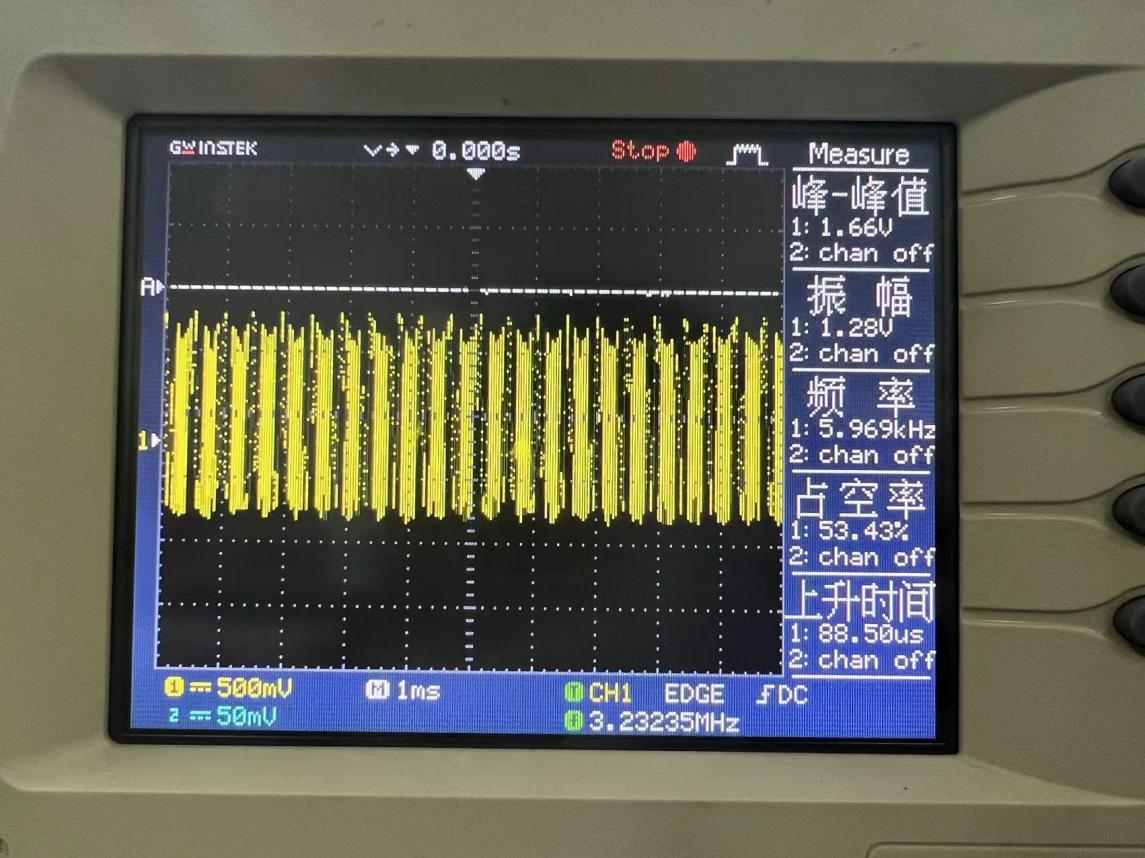 GW INSTEK 0.000s Stop Measure
峰-峰值
1: 1.66V
2: chan off
振 幅
1: 1.28V
2: chan off
频 率
1: 5.969kHz
2: chan off
占空率
1: 53.43%
2: chan off
上升时间
1: 88.50us
2: chan off
A
1
1 500mV M 1ms T CH1 EDGE DC
2 50mV F 3.23235MHz